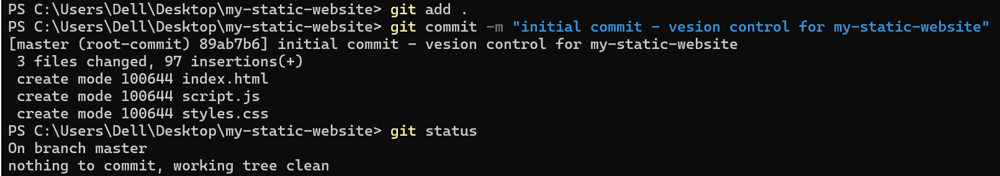 PS C:\Users\Dell\Desktop\my-static-website> git add .
PS C:\Users\Dell\Desktop\my-static-website> git commit -m "initial commit - vesion control for my-static-website"
[master (root-commit) 89ab7b6] initial commit - vesion control for my-static-website
 3 files changed, 97 insertions(+)
 create mode 100644 index.html
 create mode 100644 script.js
 create mode 100644 styles.css
PS C:\Users\Dell\Desktop\my-static-website> git status
On branch master
nothing to commit, working tree clean